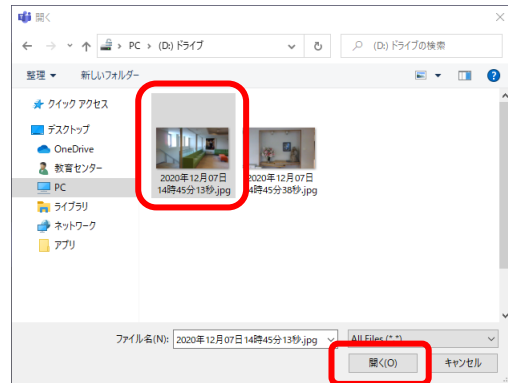 開く
PC › (D:) ドライブ
(D:) ドライブの検索
整理
新しいフォルダー
クイック アクセス
デスクトップ
OneDrive
教育センター
PC
ライブラリ
ネットワーク
アプリ
2020年12月07日
14時45分13秒.jpg
2020年12月07日
14時45分38秒.jpg
ファイル名(N):
2020年12月07日14時45分13秒.jpg
All Files (*.*)
開く(O)
キャンセル